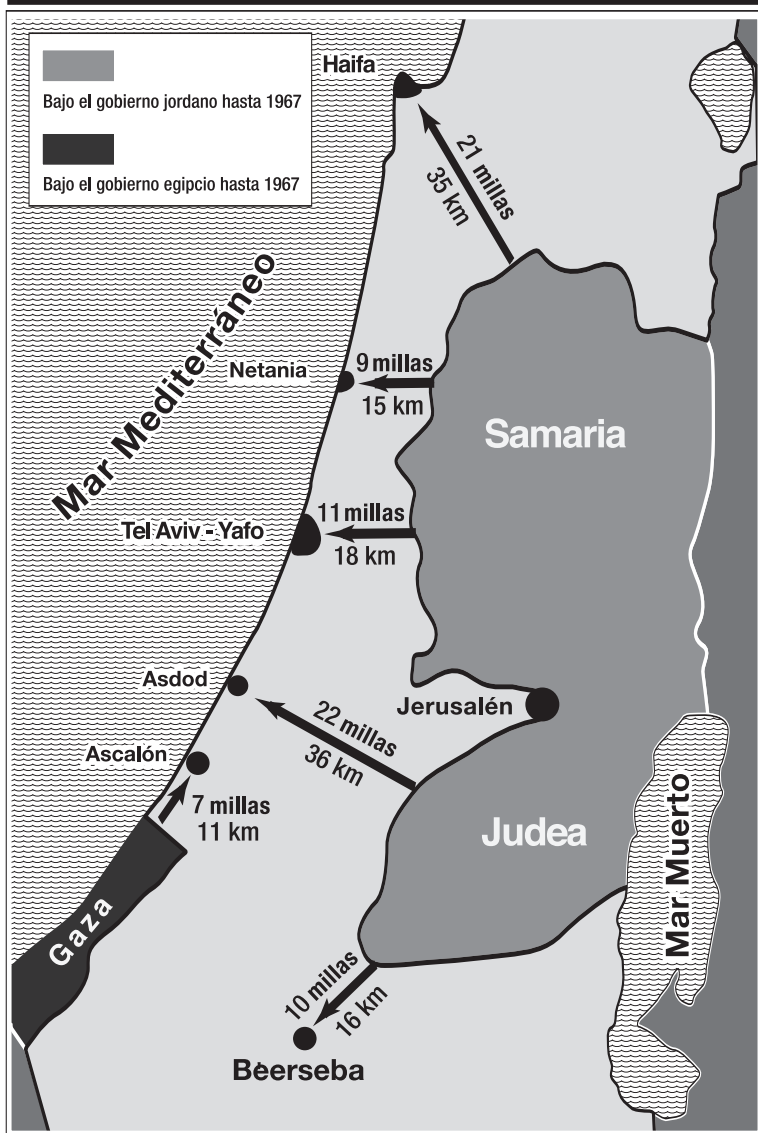 Bajo el gobierno jordano hasta 1967
Bajo el gobierno egipcio hasta 1967
Haifa
21 millas
35 km
Mar Mediterráneo
Netania
9 millas
15 km
Samaria
Tel Aviv - Yafo
11 millas
18 km
Asdod
Jerusalén
22 millas
36 km
Ascalón
7 millas
11 km
Judea
Mar Muerto
Gaza
10 millas
16 km
Beerseba